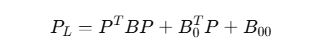 $P_L = P^T B P + B_0^T P + B_{00}$